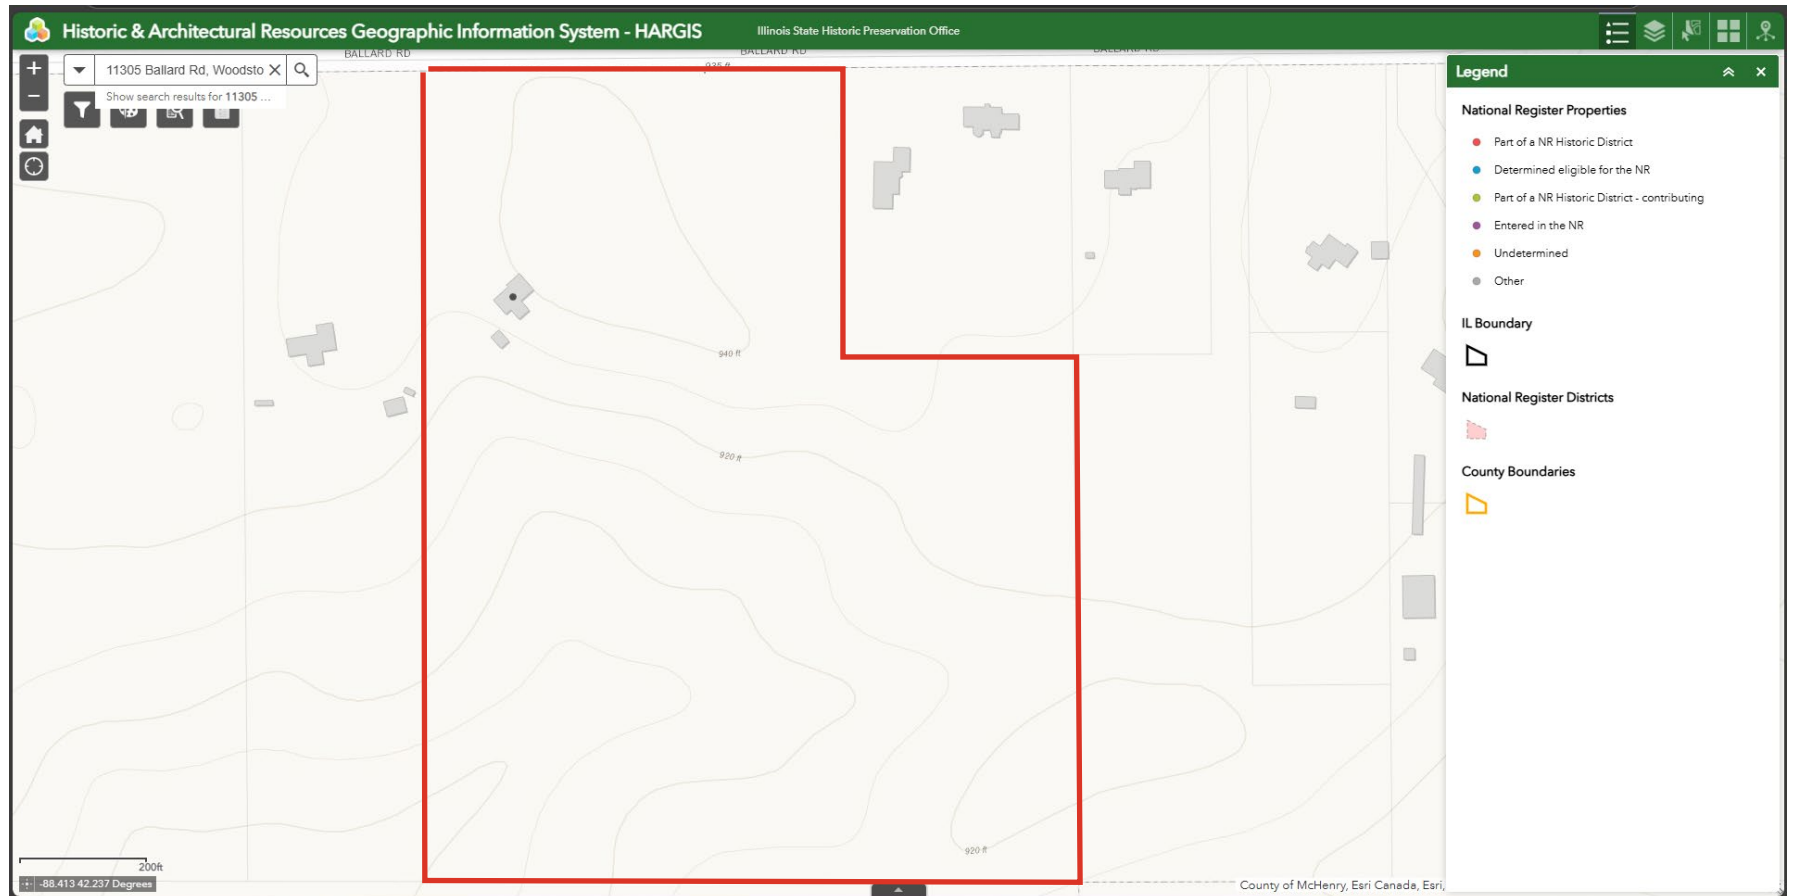 Historic & Architectural Resources Geographic Information System - HARGIS
Illinois State Historic Preservation Office
BALLARD RD
BALLARD RD
935 ft
11305 Ballard Rd, Woodsto
Show search results for 11305 ...
940 ft
920 ft
920 ft
200ft
-88.413 42.237 Degrees
County of McHenry, Esri Canada, Esri,
Legend
National Register Properties
Part of a NR Historic District
Determined eligible for the NR
Part of a NR Historic District - contributing
Entered in the NR
Undetermined
Other
IL Boundary
National Register Districts
County Boundaries